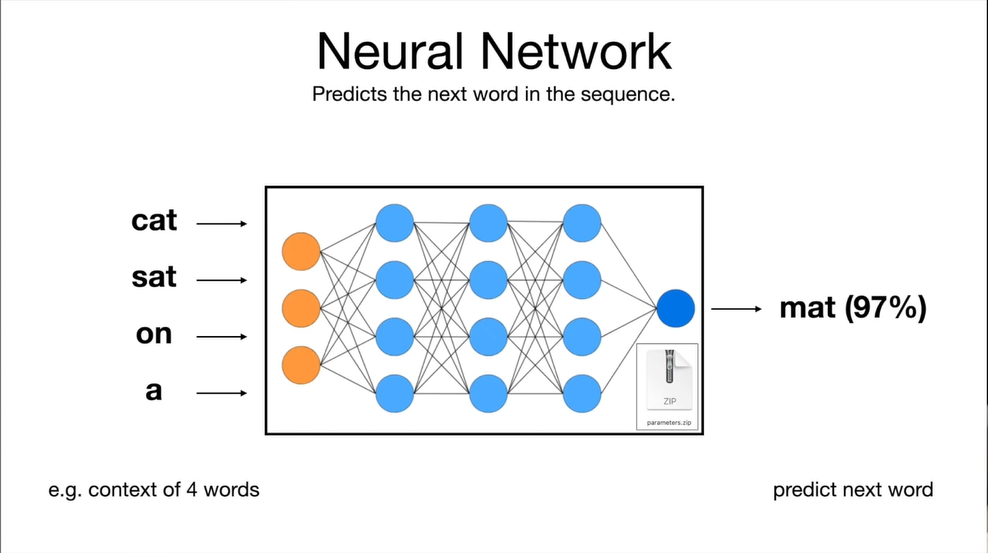 Neural Network
Predicts the next word in the sequence.
cat
sat
on
a
mat (97%)
ZIP
parameters.zip
e.g. context of 4 words
predict next word